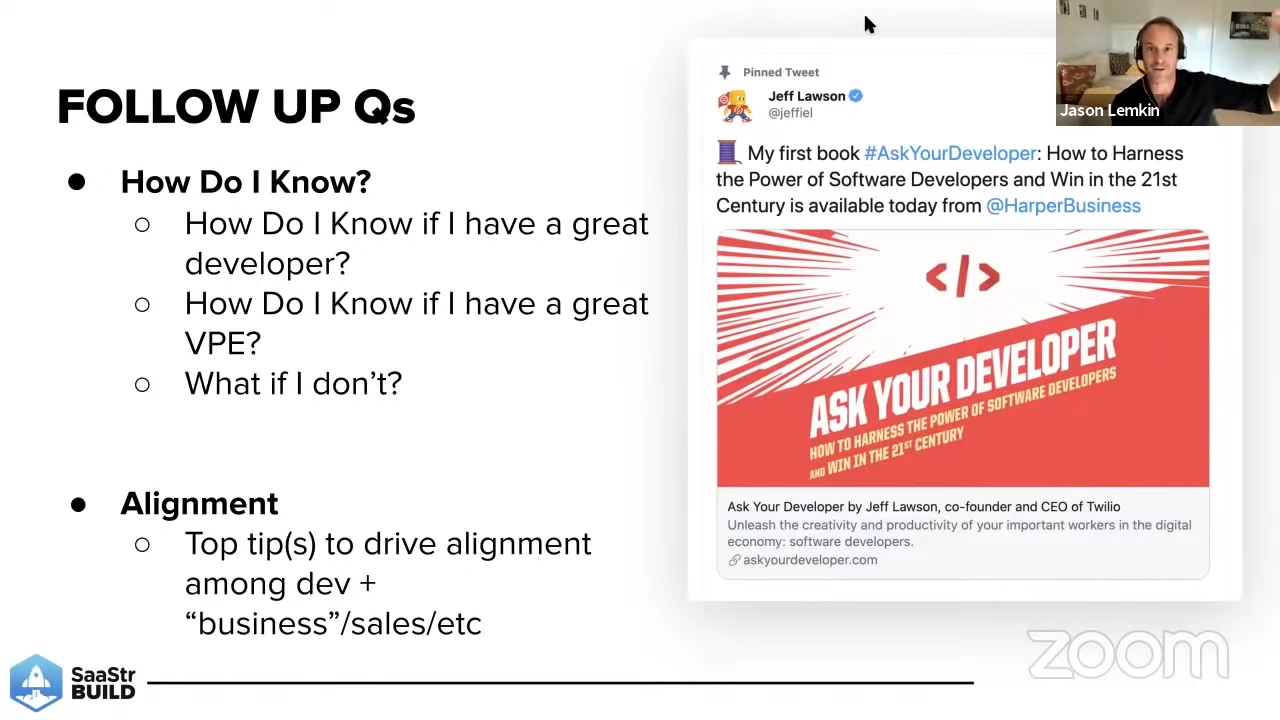 FOLLOW UP Qs
● How Do I Know?
○ How Do I Know if I have a great
developer?
○ How Do I Know if I have a great
VPE?
○ What if I don’t?
● Alignment
○ Top tip(s) to drive alignment
among dev +
“business”/sales/etc
SaaStr
BUILD
Pinned Tweet
Jeff Lawson
@jeffiel
My first book #AskYourDeveloper: How to Harness
the Power of Software Developers and Win in the 21st
Century is available today from @HarperBusiness
</>
ASK YOUR DEVELOPER
HOW TO HARNESS THE POWER OF SOFTWARE DEVELOPERS
AND WIN IN THE 21ST CENTURY
Ask Your Developer by Jeff Lawson, co-founder and CEO of Twilio
Unleash the creativity and productivity of your important workers in the digital
economy: software developers.
askyourdeveloper.com
Jason Lemkin
zoom